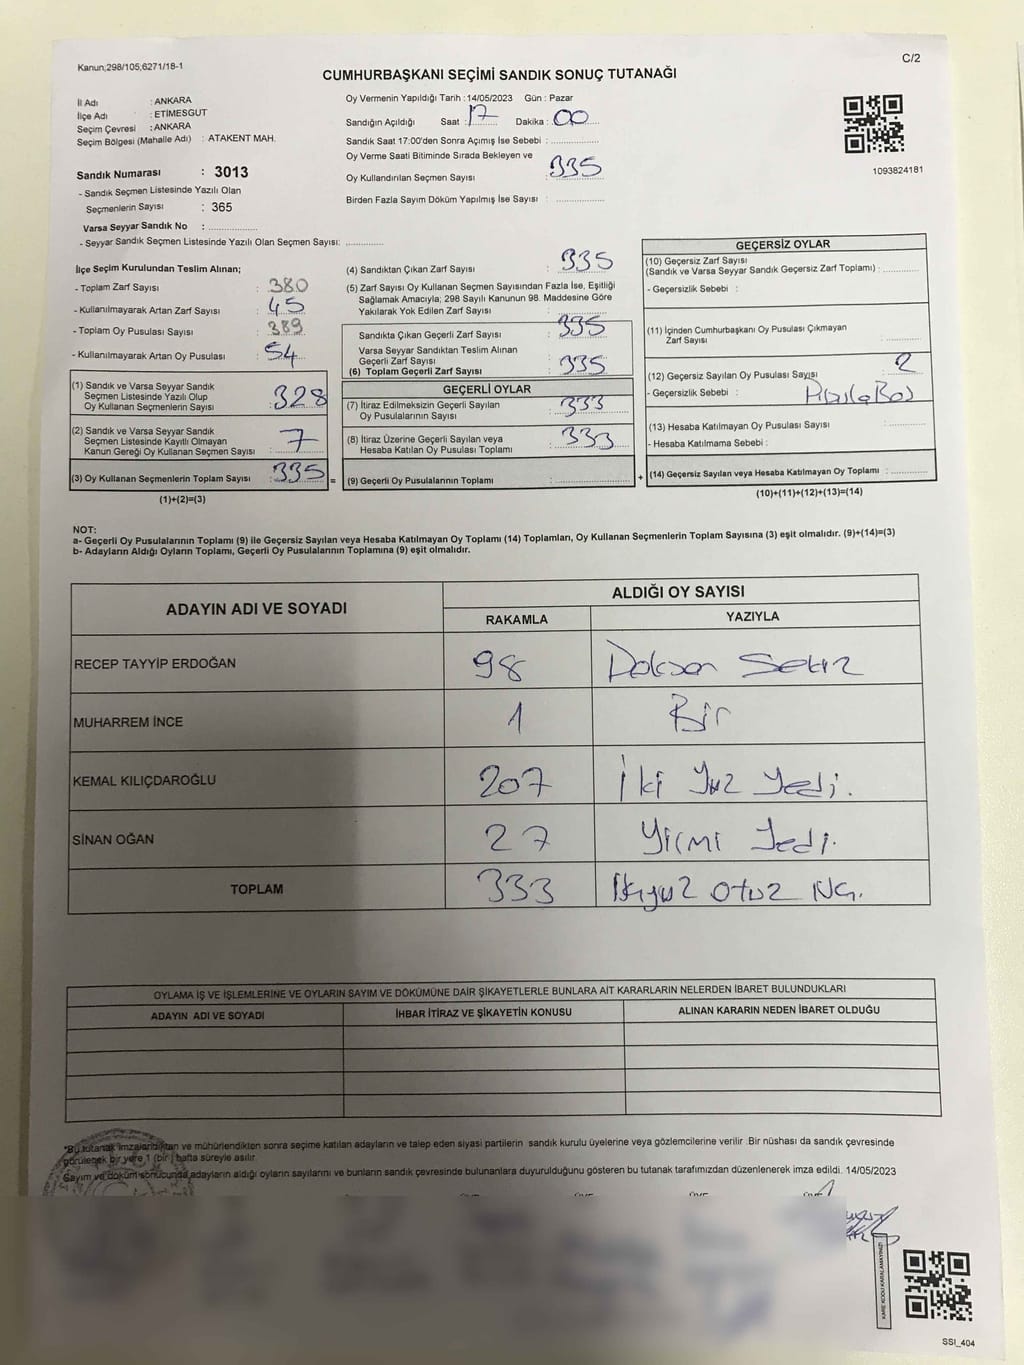 Kanun;298/105;6271/18-1
C/2
CUMHURBAŞKANI SEÇİMİ SANDIK SONUÇ TUTANAĞI
İl Adı : ANKARA
İlçe Adı : ETİMESGUT
Seçim Çevresi : ANKARA
Seçim Bölgesi (Mahalle Adı) : ATAKENT MAH.
Sandık Numarası : 3013
- Sandık Seçmen Listesinde Yazılı Olan
Seçmenlerin Sayısı : 365
Varsa Seyyar Sandık No : ................
- Seyyar Sandık Seçmen Listesinde Yazılı Olan Seçmen Sayısı: ............
Oy Vermenin Yapıldığı Tarih : 14/05/2023 Gün : Pazar
Sandığın Açıldığı Saat : 17 Dakika : 00
Sandık Saat 17:00'den Sonra Açımış İse Sebebi : ................
Oy Verme Saati Bitiminde Sırada Bekleyen ve
Oy Kullandırılan Seçmen Sayısı : 335
Birden Fazla Sayım Döküm Yapılmış İse Sayısı : ................
1093824181
İlçe Seçim Kurulundan Teslim Alınan;
- Toplam Zarf Sayısı : 380
- Kullanılmayarak Artan Zarf Sayısı : 45
- Toplam Oy Pusulası Sayısı : 389
- Kullanılmayarak Artan Oy Pusulası : 54
(1) Sandık ve Varsa Seyyar Sandık
Seçmen Listesinde Yazılı Olup
Oy Kullanan Seçmenlerin Sayısı : 328
(2) Sandık ve Varsa Seyyar Sandık
Seçmen Listesinde Kayıtlı Olmayan
Kanun Gereği Oy Kullanan Seçmen Sayısı : 7
(3) Oy Kullanan Seçmenlerin Toplam Sayısı : 335 =
(1)+(2)=(3)
(4) Sandıktan Çıkan Zarf Sayısı : 335
(5) Zarf Sayısı Oy Kullanan Seçmen Sayısından Fazla İse, Eşitliği
Sağlamak Amacıyla; 298 Sayılı Kanunun 98. Maddesine Göre
Yakılarak Yok Edilen Zarf Sayısı : ................
Sandıkta Çıkan Geçerli Zarf Sayısı : 335
Varsa Seyyar Sandıktan Teslim Alınan
Geçerli Zarf Sayısı :
(6) Toplam Geçerli Zarf Sayısı : 335
GEÇERLİ OYLAR
(7) İtiraz Edilmeksizin Geçerli Sayılan
Oy Pusulalarının Sayısı : 333
(8) İtiraz Üzerine Geçerli Sayılan veya
Hesaba Katılan Oy Pusulası Toplamı : 333
(9) Geçerli Oy Pusulalarının Toplamı : ................ +
GEÇERSİZ OYLAR
(10) Geçersiz Zarf Sayısı
(Sandık ve Varsa Seyyar Sandık Geçersiz Zarf Toplamı) : ............
- Geçersizlik Sebebi :
(11) İçinden Cumhurbaşkanı Oy Pusulası Çıkmayan
Zarf Sayısı : ............
(12) Geçersiz Sayılan Oy Pusulası Sayısı : 2
- Geçersizlik Sebebi :
(13) Hesaba Katılmayan Oy Pusulası Sayısı : ............
- Hesaba Katılmama Sebebi :
(14) Geçersiz Sayılan veya Hesaba Katılmayan Oy Toplamı : ............
(10)+(11)+(12)+(13)=(14)
NOT:
a- Geçerli Oy Pusulalarının Toplamı (9) ile Geçersiz Sayılan veya Hesaba Katılmayan Oy Toplamı (14) Toplamları, Oy Kullanan Seçmenlerin Toplam Sayısına (3) eşit olmalıdır. (9)+(14)=(3)
b- Adayların Aldığı Oyların Toplamı, Geçerli Oy Pusulalarının Toplamına (9) eşit olmalıdır.
ADAYIN ADI VE SOYADI
ALDIĞI OY SAYISI
RAKAMLA YAZIYLA
RECEP TAYYİP ERDOĞAN 98 Doksan Sekiz
MUHARREM İNCE 1 Bir
KEMAL KILIÇDAROĞLU 207 İki Yüz Yedi.
SİNAN OĞAN 27 Yirmi Yedi.
TOPLAM 333 otuz
OYLAMA İŞ VE İŞLEMLERİNE VE OYLARIN SAYIM VE DÖKÜMÜNE DAİR ŞİKAYETLERLE BUNLARA AİT KARARLARIN NELERDEN İBARET BULUNDUKLARI
ADAYIN ADI VE SOYADI İHBAR İTİRAZ VE ŞİKAYETİN KONUSU ALINAN KARARIN NEDEN İBARET OLDUĞU
"Bu tutanak imzalandıktan ve mühürlendikten sonra seçime katılan adayların ve talep eden siyasi partilerin sandık kurulu üyelerine veya gözlemcilerine verilir .Bir nüshası da sandık çevresinde
görülecek bir yere 1 (bir ) hafta süreyle asılır.
Sayım ve döküm sonucunda adayların aldığı oyların sayılarını ve bunların sandık çevresinde bulunanlara duyurulduğunu gösteren bu tutanak tarafımızdan düzenlenerek imza edildi. 14/05/2023
KARE KODU KARALAMAYINIZ!
SSI_404